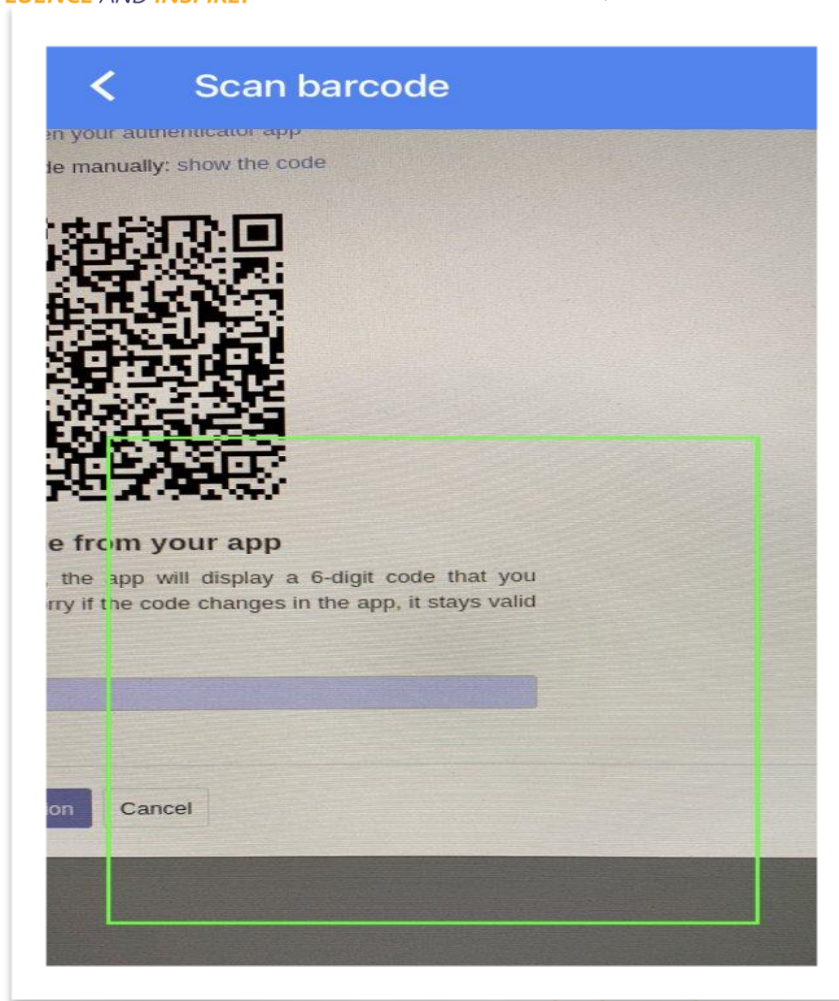 AND INSPIRE!
Scan barcode
en your authenticator app
de manually: show the code
e from your app
, the app will display a 6-digit code that you
rry if the code changes in the app, it stays valid
on
Cancel